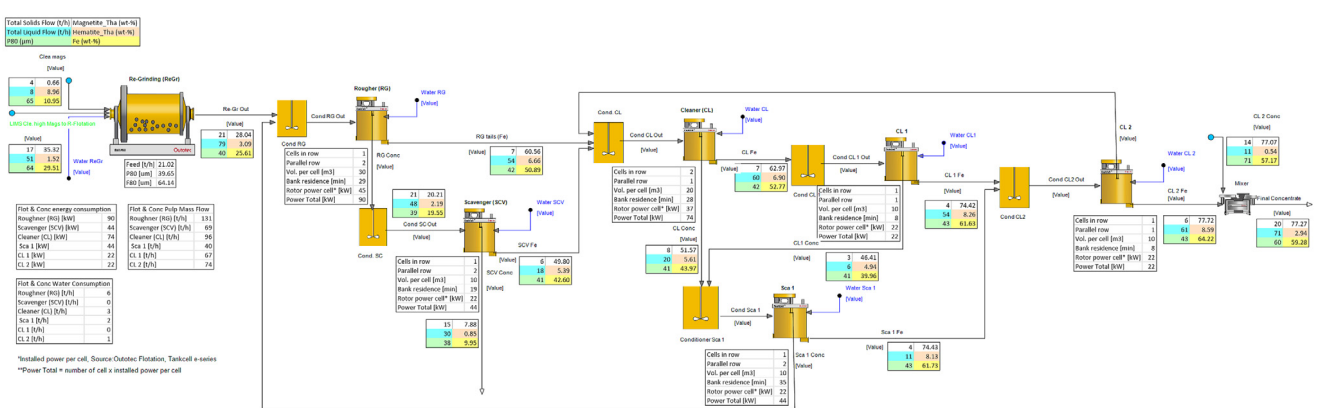 Total Solids Flow (t/h) Magnetite_Tha (wt-%)
Total Liquid Flow (t/h) Hematite_Tha (wt-%)
P80 (µm) Fe (wt-%)
Clea mags
[Value]
4 0.66
8 8.96
65 10.95
[Value]
17 35.32
51 1.52
64 29.51
Water ReGr
[Value]
Re-Grinding (ReGr)
Outotec
Feed [t/h] 21.02
P80 [um] 39.65
F80 [um] 64.14
Re-Gr Out
[Value]
21 28.04
79 3.09
40 25.61
Flot & Conc energy consumption
Roughner (RG) [kW] 90
Scavenger (SCV) [kW] 44
Cleaner (CL) [kW] 74
Sca 1 [kW] 44
CL 1 [kW] 22
CL 2 [kW] 22
Flot & Conc Pulp Mass Flow
Roughner (RG) [t/h] 131
Scavenger (SCV) [t/h] 69
Cleaner (CL) [t/h] 96
Sca 1 [t/h] 40
CL 1 [t/h] 67
CL 2 [t/h] 74
Flot & Conc Water Consumption
Roughner (RG) [t/h] 6
Scavenger (SCV) [t/h] 0
Cleaner (CL) [t/h] 3
Sca 1 [t/h] 2
CL 1 [t/h] 0
CL 2 [t/h] 1
*Installed power per cell, Source:Outotec Flotation, Tankcell e-series
**Power Total = number of cell x installed power per cell
Cond RG
Cond RG Out
[Value]
Rougher (RG)
Water RG
[Value]
RG Conc
[Value]
Cells in row 1
Parallel row 2
Vol. per cell [m3] 30
Bank residence [min] 29
Rotor power cell* [kW] 45
Power Total [kW] 90
RG tails (Fe)
[Value]
7 60.56
54 6.66
42 50.89
21 20.21
48 2.19
39 19.55
Cond. SC
Cond SC Out
[Value]
Scavenger (SCV)
Water SCV
[Value]
SCV Fe
[Value]
6 49.80
18 5.39
41 42.60
SCV Conc
[Value]
Cells in row 1
Parallel row 2
Vol. per cell [m3] 10
Bank residence [min] 19
Rotor power cell* [kW] 22
Power Total [kW] 44
15 7.88
30 0.85
38 9.95
Cond. CL
Cond CL Out
[Value]
Cleaner (CL)
Water CL
[Value]
CL Fe
[Value]
7 62.97
60 6.90
42 52.77
Cells in row 2
Parallel row 1
Vol. per cell [m3] 20
Bank residence [min] 28
Rotor power cell* [kW] 37
Power Total [kW] 74
CL Conc
[Value]
8 51.57
20 5.61
41 43.97
Cond CL
Cond CL 1 Out
[Value]
CL 1
Water CL1
[Value]
CL 1 Fe
[Value]
4 74.42
54 8.26
43 61.63
Cells in row 1
Parallel row 1
Vol. per cell [m3] 10
Bank residence [min] 8
Rotor power cell* [kW] 22
Power Total [kW] 22
CL1 Conc
[Value]
3 46.41
6 4.94
41 39.96
Conditioner Sca 1
Cond Sca 1
[Value]
Sca 1
Water Sca 1
[Value]
Sca 1 Fe
[Value]
4 74.43
11 8.13
43 61.73
Sca 1 Conc
[Value]
Cells in row 1
Parallel row 2
Vol. per cell [m3] 10
Bank residence [min] 35
Rotor power cell* [kW] 22
Power Total [kW] 44
Cond CL2
Cond CL2 Out
[Value]
CL 2
Water CL 2
[Value]
CL 2 Fe
[Value]
6 77.72
61 8.59
43 64.22
Cells in row 1
Parallel row 1
Vol. per cell [m3] 10
Bank residence [min] 8
Rotor power cell* [kW] 22
Power Total [kW] 22
CL 2 Conc
[Value]
14 77.07
11 0.54
71 57.17
Mixer
Final Concentrate
[Value]
20 77.27
71 2.94
60 59.28